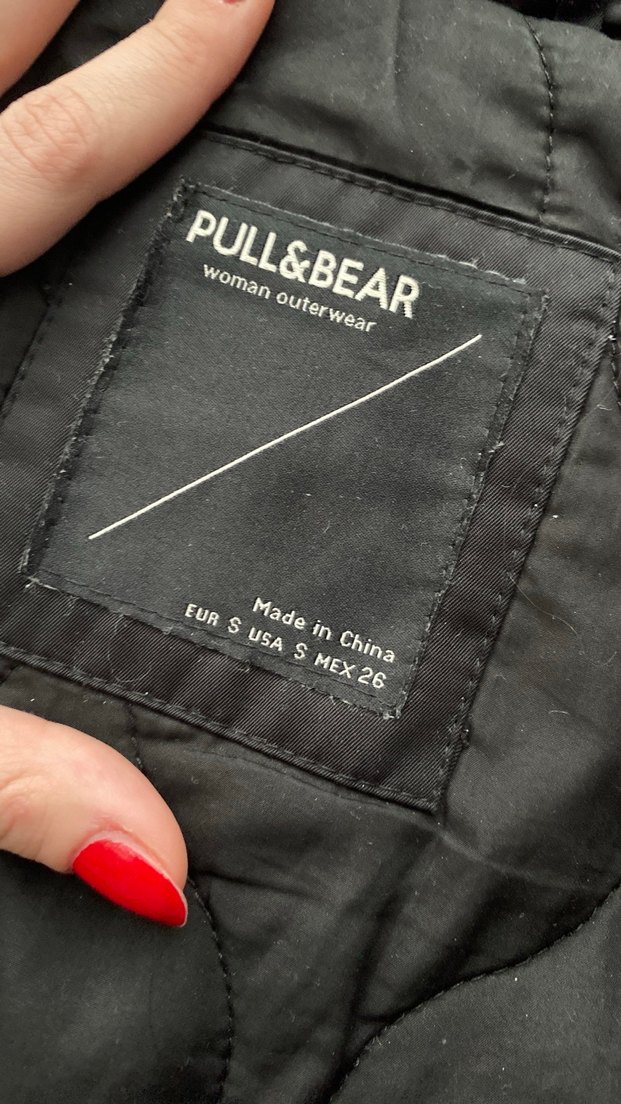 PULL&BEAR
woman outerwear
Made in China
EUR S USA S MEX 26